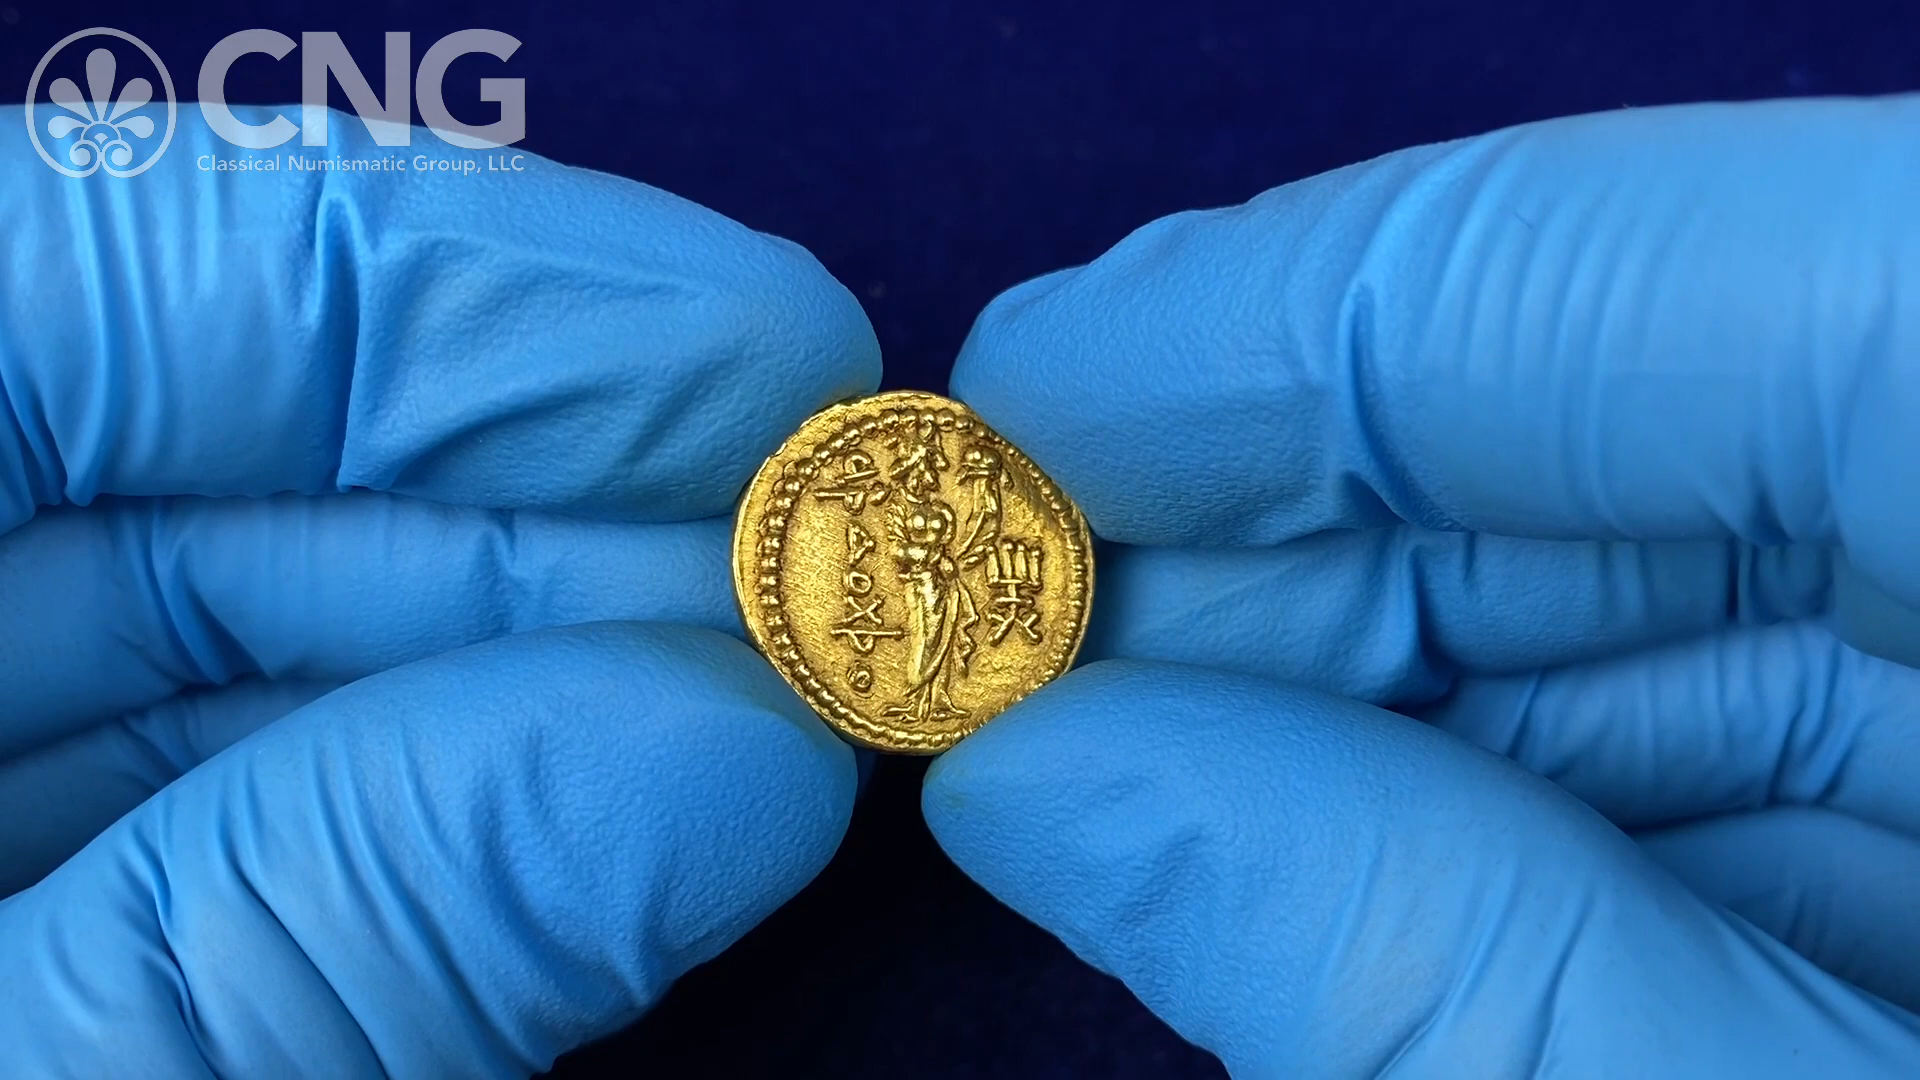 CNG
Classical Numismatic Group, LLC
ΑΡΔΟΧϷΟ